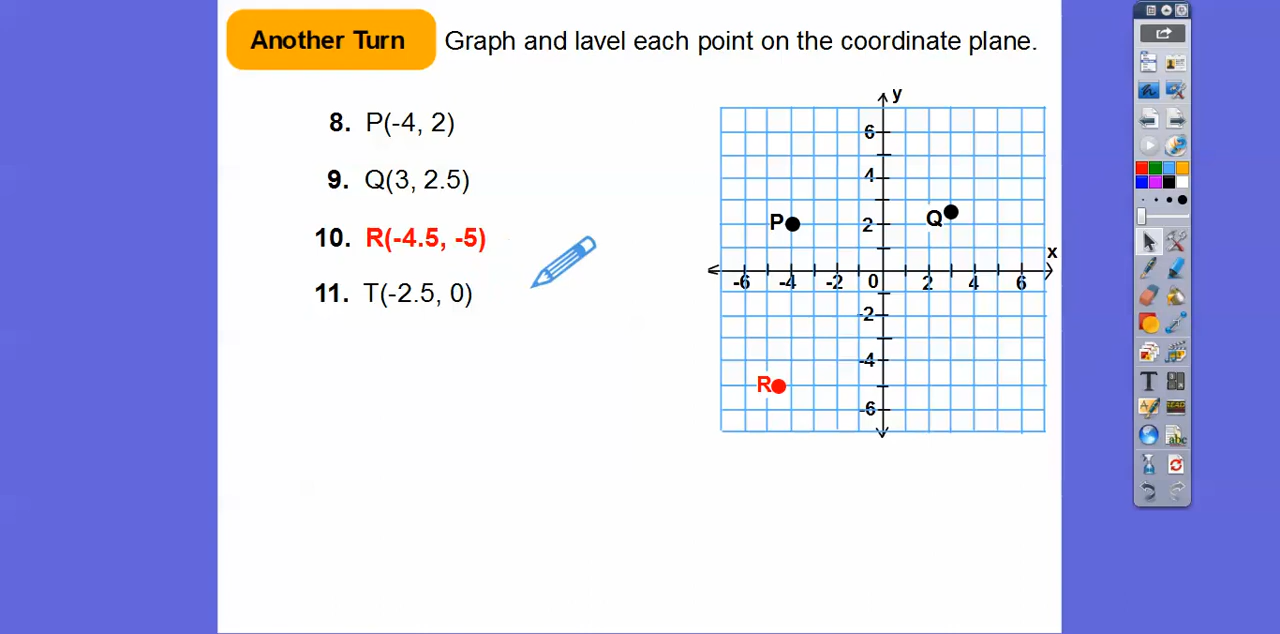 Another Turn Graph and lavel each point on the coordinate plane.
8. P(-4, 2)
9. Q(3, 2.5)
10. R(-4.5, -5)
11. T(-2.5, 0)
y
6
4
P Q
2
x
-6 -4 -2 0 2 4 6
-2
-4
R
-6
T
abc